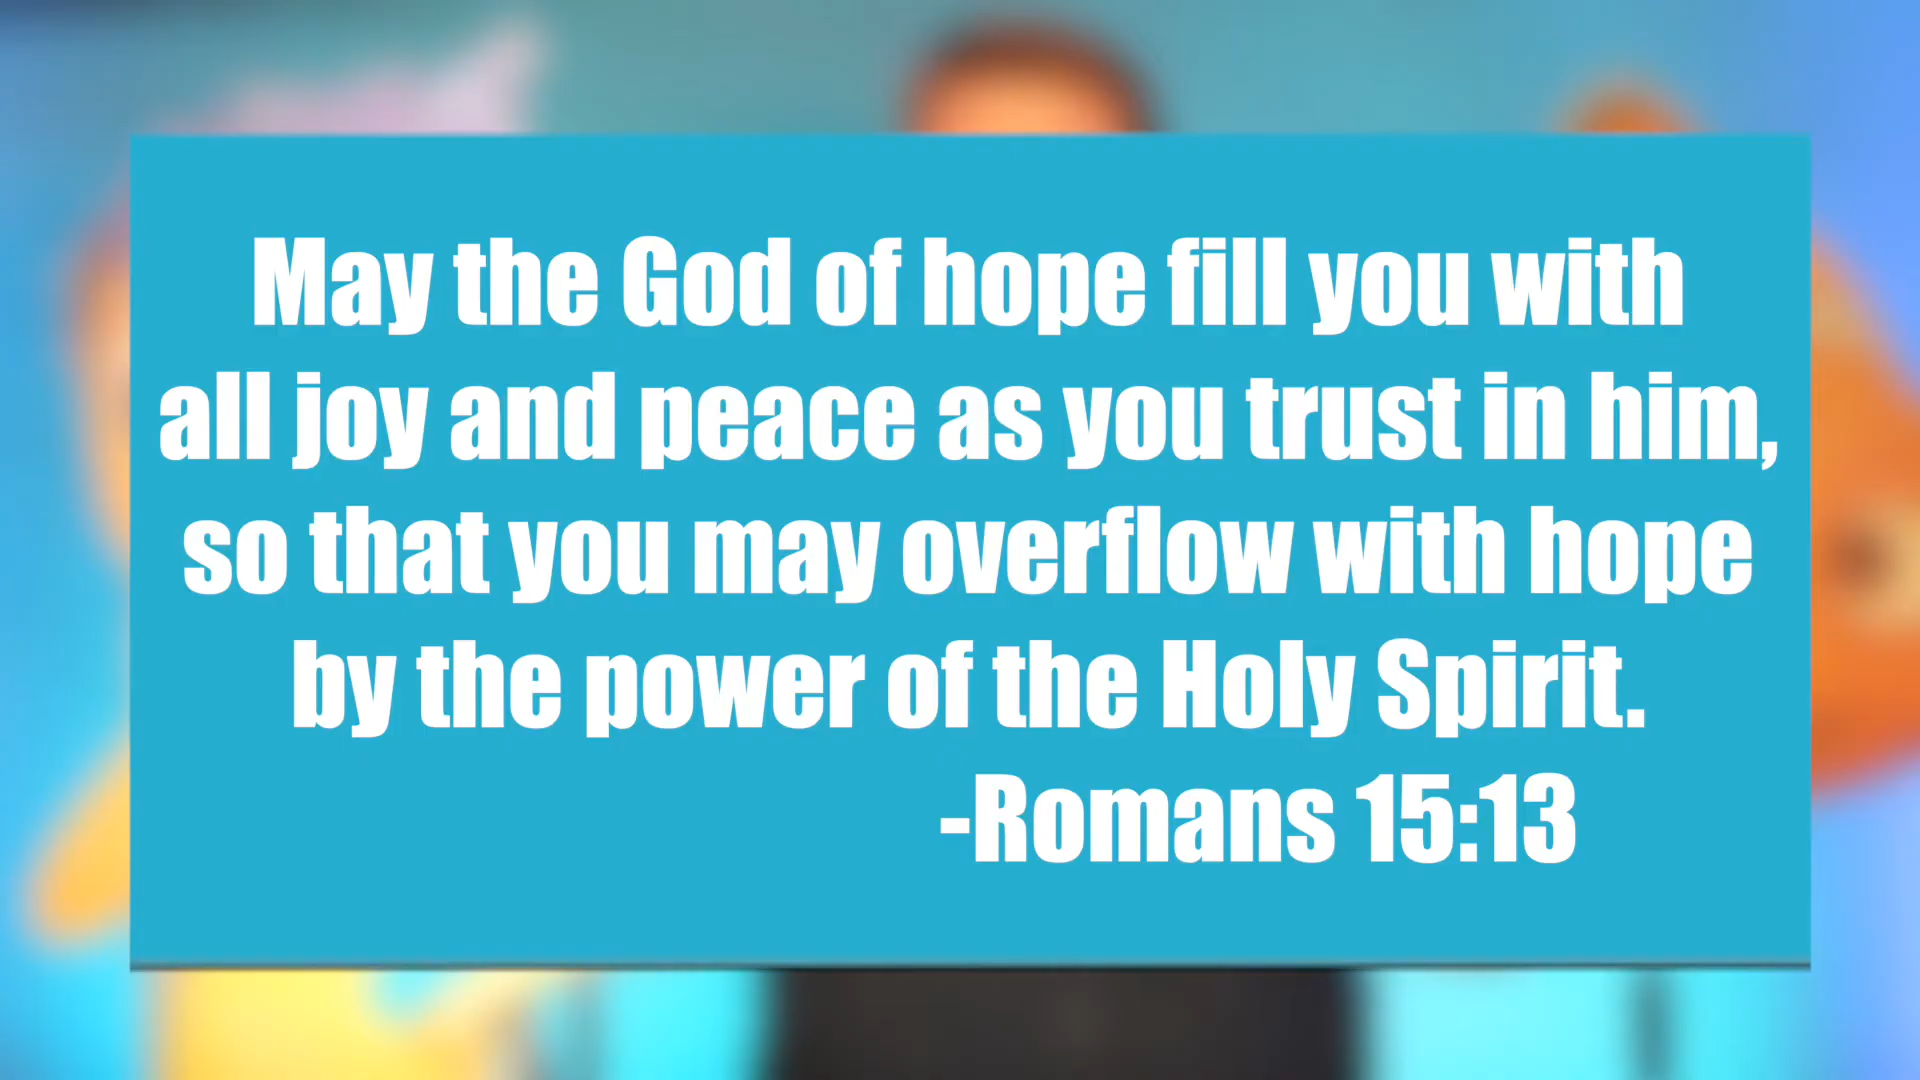 May the God of hope fill you with
all joy and peace as you trust in him,
so that you may overflow with hope
by the power of the Holy Spirit.
-Romans 15:13